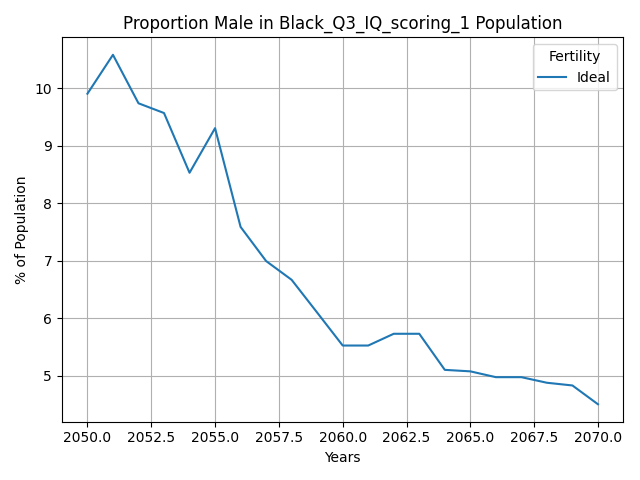 Proportion Male in Black_Q3_IQ_scoring_1 Population
Fertility
Ideal
% of Population
10
9
8
7
6
5
2050.0 2052.5 2055.0 2057.5 2060.0 2062.5 2065.0 2067.5 2070.0
Years